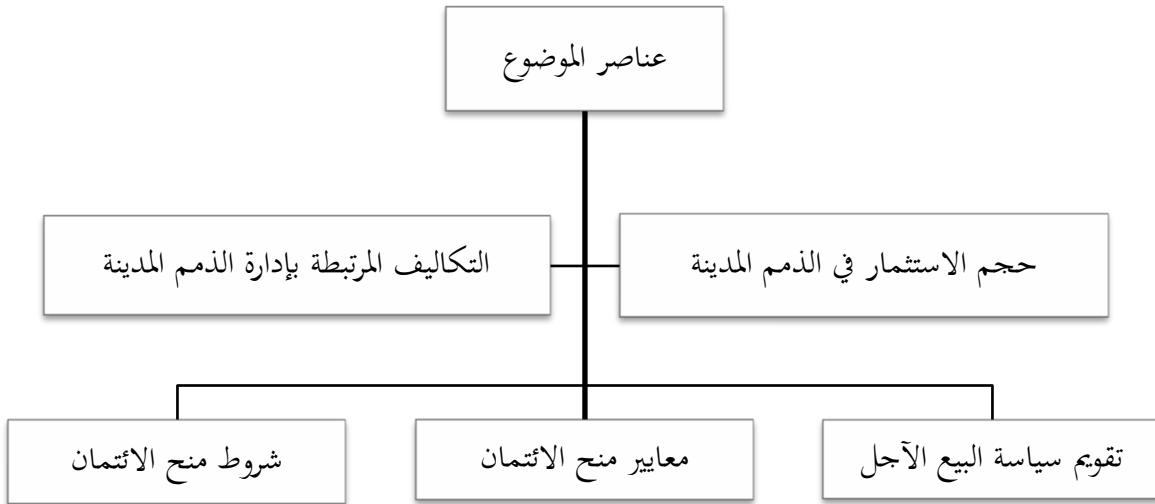 عناصر الموضوع
حجم الاستثمار في الذمم المدينة
التكاليف المرتبطة بإدارة الذمم المدينة
تقويم سياسة البيع الآجل
معايير منح الائتمان
شروط منح الائتمان